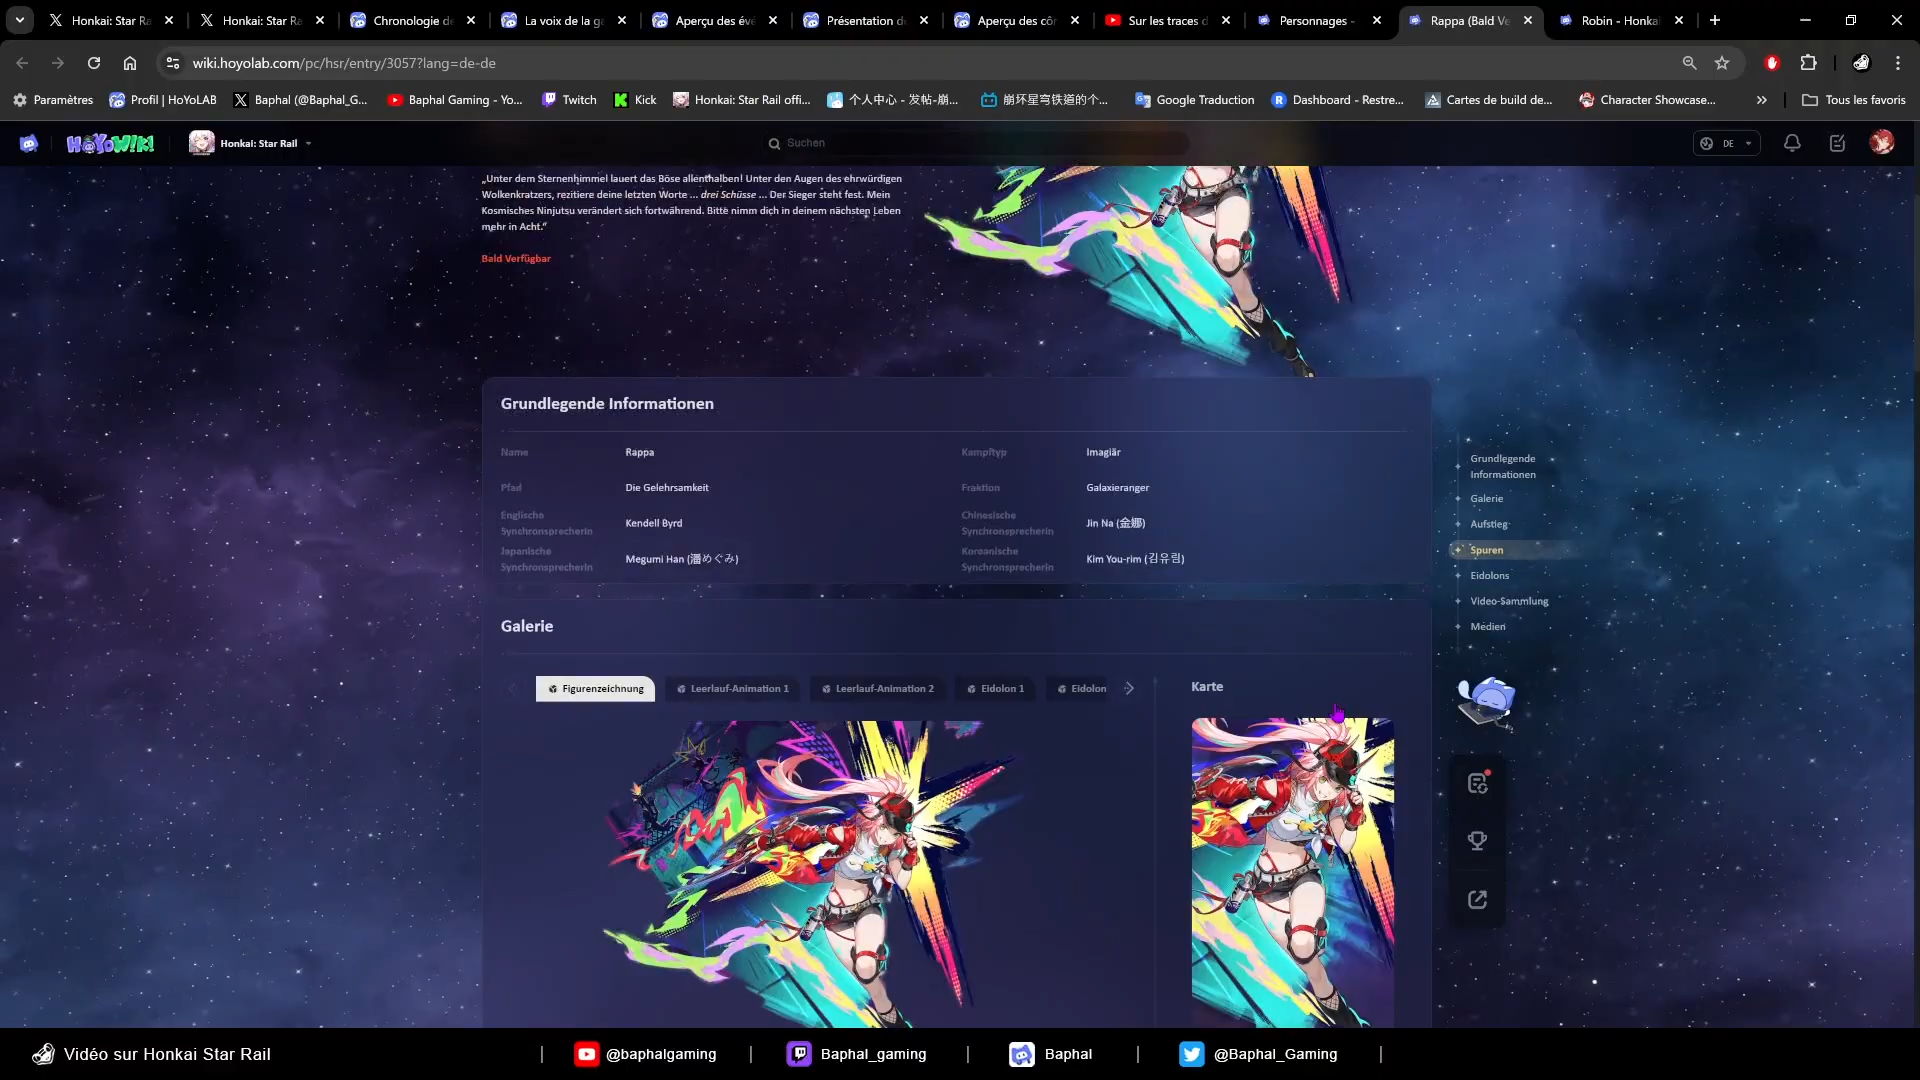 Honkai: Star Ra
Honkai: Star Ra
Chronologie de
La voix de la ga
Aperçu des évé
Présentation d
Aperçu des côn
Sur les traces d
Personnages -
Rappa (Bald Ve
Robin - Honkai
wiki.hoyolab.com/pc/hsr/entry/3057?lang=de-de
Paramètres
Profil | HoYoLAB
Baphal (@Baphal_G...
Baphal Gaming - Yo...
Twitch
Kick
Honkai: Star Rail offi...
个人中心 - 发帖-崩...
崩坏星穹铁道的个...
Google Traduction
Dashboard - Restre...
Cartes de build de...
Character Showcase...
Tous les favoris
HOYOWIKI
Honkai: Star Rail
Suchen
DE
„Unter dem Sternenhimmel lauert das Böse allenthalben! Unter den Augen des ehrwürdigen
Wolkenkratzers, rezitiere deine letzten Worte ... drei Schüsse ... Der Sieger steht fest. Mein
Kosmisches Ninjutsu verändert sich fortwährend. Bitte nimm dich in deinem nächsten Leben
mehr in Acht.“
Bald Verfügbar
Grundlegende Informationen
Name
Rappa
Kampftyp
Imagiär
Pfad
Die Gelehrsamkeit
Fraktion
Galaxieranger
Englische
Synchronsprecherin
Kendell Byrd
Chinesische
Synchronsprecherin
Jin Na (金娜)
Japanische
Synchronsprecherin
Megumi Han (潘めぐみ)
Koreanische
Synchronsprecherin
Kim You-rim (김유림)
Grundlegende
Informationen
Galerie
Aufstieg
Spuren
Eidolons
Video-Sammlung
Medien
Galerie
Figurenzeichnung
Leerlauf-Animation 1
Leerlauf-Animation 2
Eidolon 1
Eidolon
Karte
Vidéo sur Honkai Star Rail
@baphalgaming
Baphal_gaming
Baphal
@Baphal_Gaming